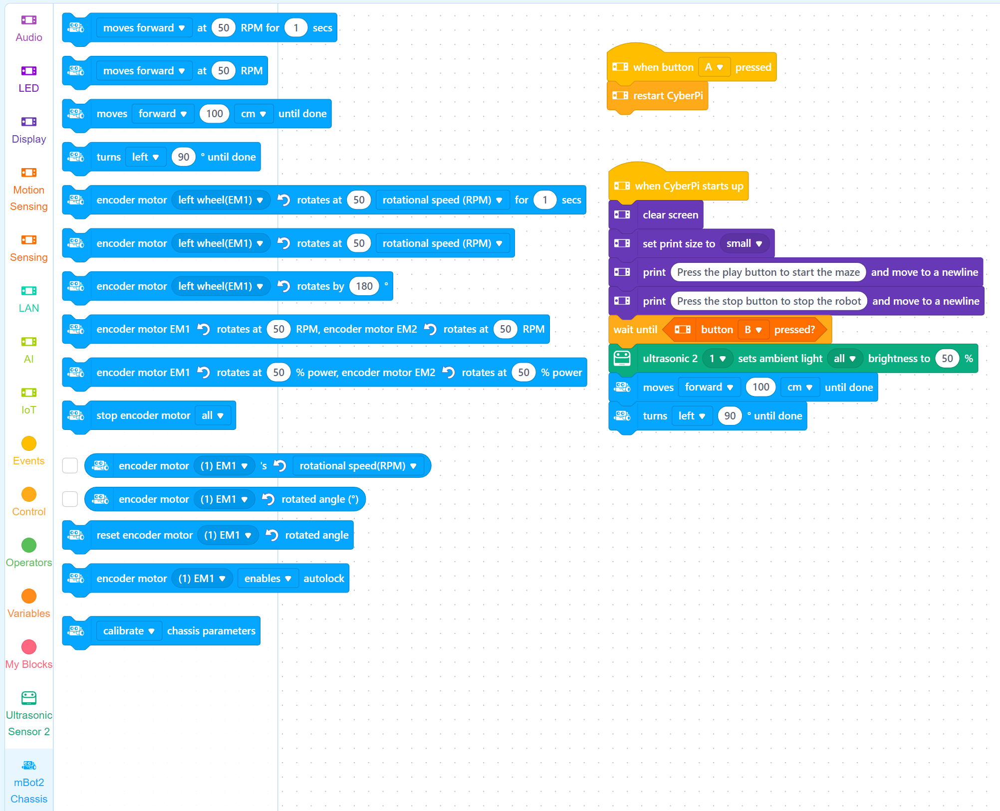 Audio
LED
Display
Motion
Sensing
Sensing
LAN
AI
IoT
Events
Control
Operators
Variables
My Blocks
Ultrasonic
Sensor 2
mBot2
Chassis
moves forward at 50 RPM for 1 secs
moves forward at 50 RPM
moves forward 100 cm until done
turns left 90 ° until done
encoder motor left wheel(EM1) rotates at 50 rotational speed (RPM) for 1 secs
encoder motor left wheel(EM1) rotates at 50 rotational speed (RPM)
encoder motor left wheel(EM1) rotates by 180 °
encoder motor EM1 rotates at 50 RPM, encoder motor EM2 rotates at 50 RPM
encoder motor EM1 rotates at 50 % power, encoder motor EM2 rotates at 50 % power
stop encoder motor all
encoder motor (1) EM1 's rotational speed(RPM)
encoder motor (1) EM1 rotated angle (°)
reset encoder motor (1) EM1 rotated angle
encoder motor (1) EM1 enables autolock
calibrate chassis parameters
when button A pressed
restart CyberPi
when CyberPi starts up
clear screen
set print size to small
print Press the play button to start the maze and move to a newline
print Press the stop button to stop the robot and move to a newline
wait until button B pressed?
ultrasonic 2 1 sets ambient light all brightness to 50 %
moves forward 100 cm until done
turns left 90 ° until done